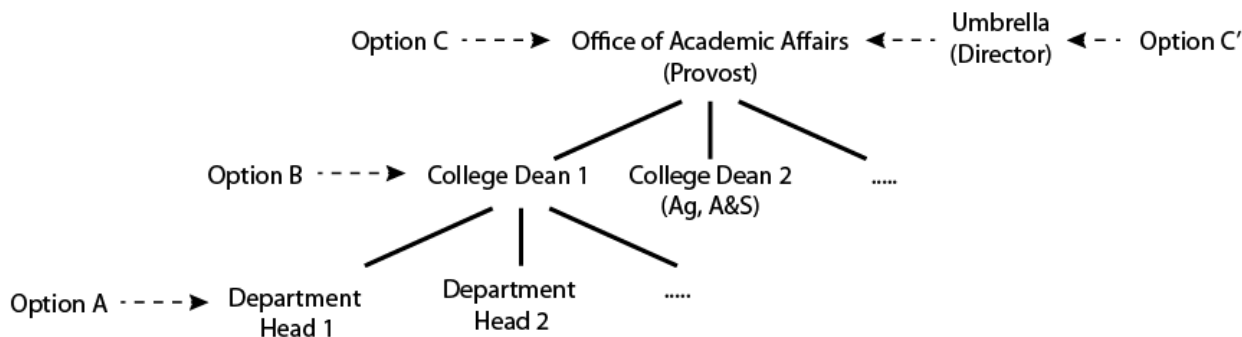 Option C
Office of Academic Affairs
(Provost)
Umbrella
(Director)
Option C'
Option B
College Dean 1
College Dean 2
(Ag, A&S)
.....
Option A
Department
Head 1
Department
Head 2
.....